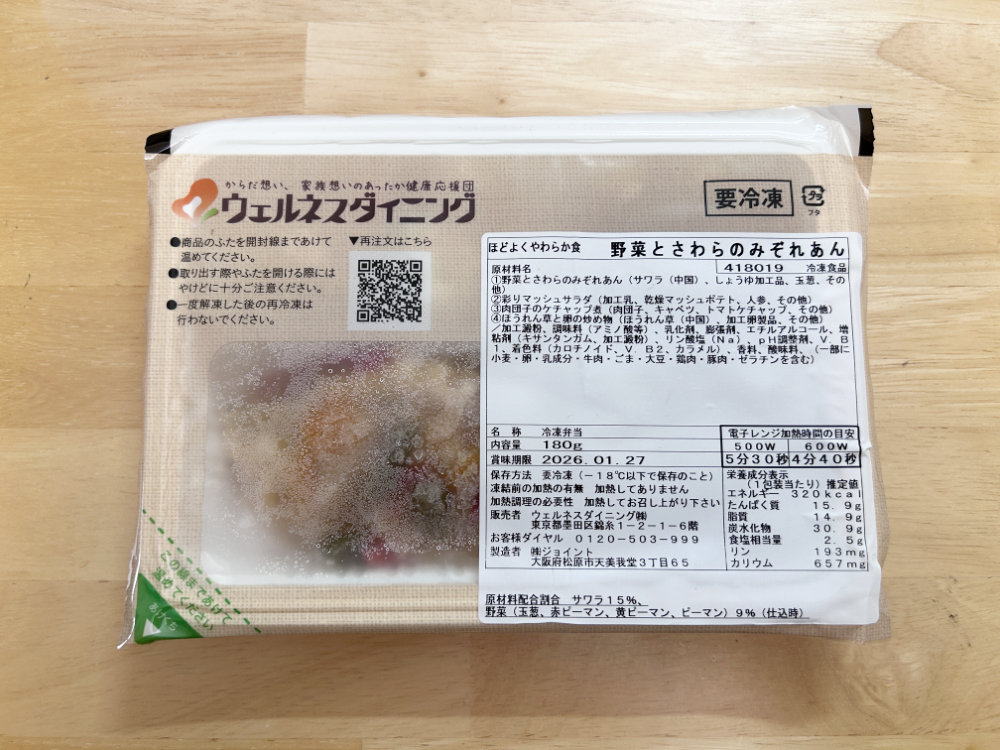 からだ想い、家族想いのあったか健康応援団
ウェルネスダイニング
要冷凍
プラ
フタ
●商品のふたを開封線まであけて
温めてください。
●取り出す際やふたを開ける際には
やけどに十分ご注意ください。
●一度解凍した後の再冷凍は
行わないでください。
▼再注文はこちら
ほどよくやわらか食 野菜とさわらのみぞれあん
原材料名 418019 冷凍食品
①野菜とさわらのみぞれあん（サワラ（中国）、しょうゆ加工品、玉葱、その
他）
②彩りマッシュサラダ（加工乳、乾燥マッシュポテト、人参、その他）
③肉団子のケチャップ煮（肉団子、キャベツ、トマトケチャップ、その他）
④ほうれん草と卵の炒め物（ほうれん草（中国）、加工卵製品、その他）
／加工澱粉、調味料（アミノ酸等）、乳化剤、膨張剤、エチルアルコール、増
粘剤（キサンタンガム、加工澱粉）、リン酸塩（Na）、pH調整剤、V．B
1、着色料（カロチノイド、V．B2、カラメル）、香料、酸味料、（一部に
小麦・卵・乳成分・牛肉・ごま・大豆・鶏肉・豚肉・ゼラチンを含む）
名 称 冷凍弁当
内容量 180g
賞味期限 2026.01.27
電子レンジ加熱時間の目安
500W 600W
5分30秒 4分40秒
保存方法 要冷凍（－18℃以下で保存のこと）
凍結前の加熱の有無 加熱してありません
加熱調理の必要性 加熱してお召し上がり下さい
販売者 ウェルネスダイニング㈱
東京都墨田区錦糸1－2－1－6階
お客様ダイヤル 0120－503－999
製造者 ㈱ジョイント
大阪府松原市天美我堂3丁目65
栄養成分表示
（1包装当たり）推定値
エネルギー 320kcal
たんぱく質 15.9g
脂質 14.9g
炭水化物 30.9g
食塩相当量 2.5g
リン 193mg
カリウム 657mg
原材料配合割合 サワラ15％、
野菜（玉葱、赤ピーマン、黄ピーマン、ピーマン）9％（仕込時）
この線まであけて
温めてください
あけくち